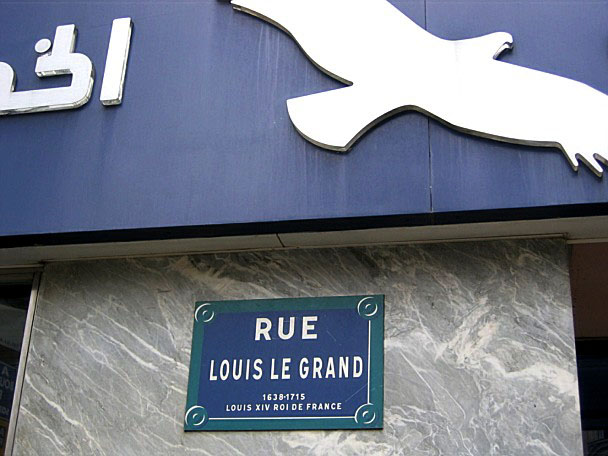 RUE
LOUIS LE GRAND
1638-1715
LOUIS XIV ROI DE FRANCE